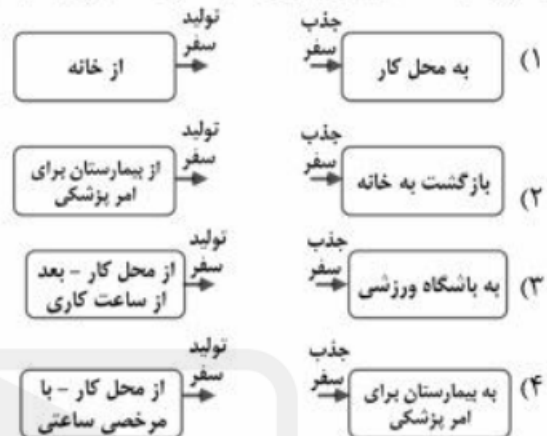 ۱) جذب سفر به محل کار تولید سفر از خانه
۲) جذب سفر بازگشت به خانه تولید سفر از بیمارستان برای امر پزشکی
۳) جذب سفر به باشگاه ورزشی تولید سفر از محل کار - بعد از ساعت کاری
۴) جذب سفر به بیمارستان برای امر پزشکی تولید سفر از محل کار - با مرخصی ساعتی